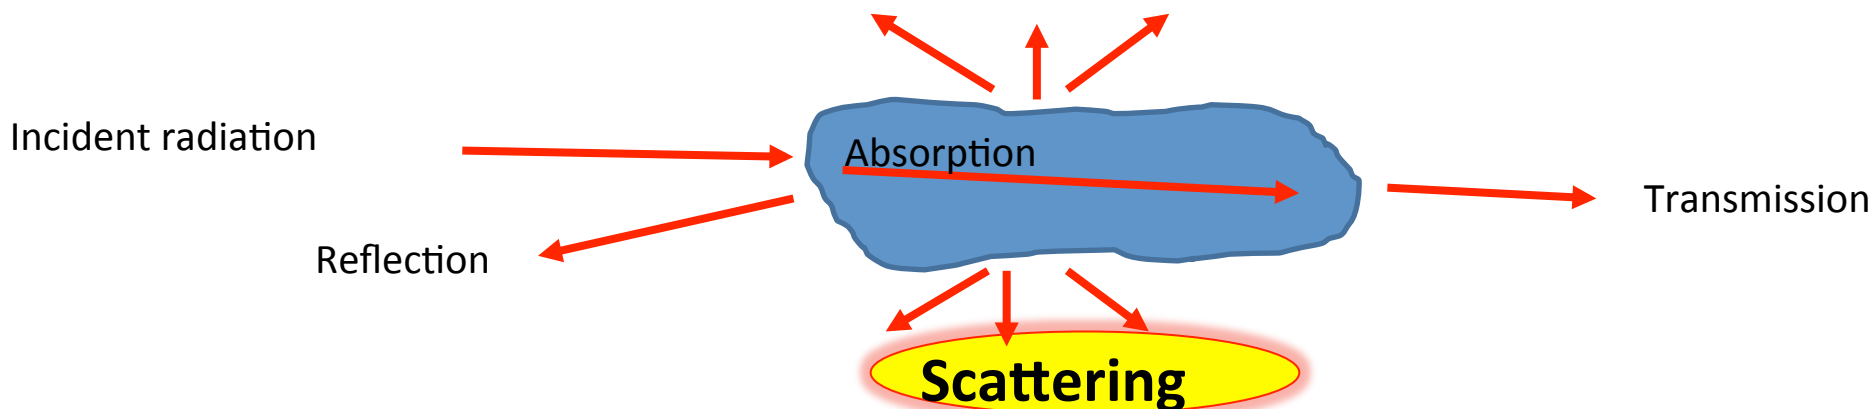 Incident radiation
Absorption
Transmission
Reflection
Scattering